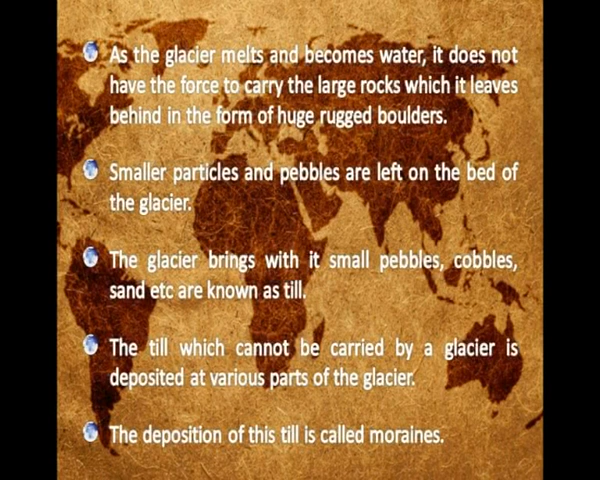 As the glacier melts and becomes water, it does not
have the force to carry the large rocks which it leaves
behind in the form of huge rugged boulders.
Smaller particles and pebbles are left on the bed of
the glacier.
The glacier brings with it small pebbles, cobbles,
sand etc are known as till.
The till which cannot be carried by a glacier is
deposited at various parts of the glacier.
The deposition of this till is called moraines.